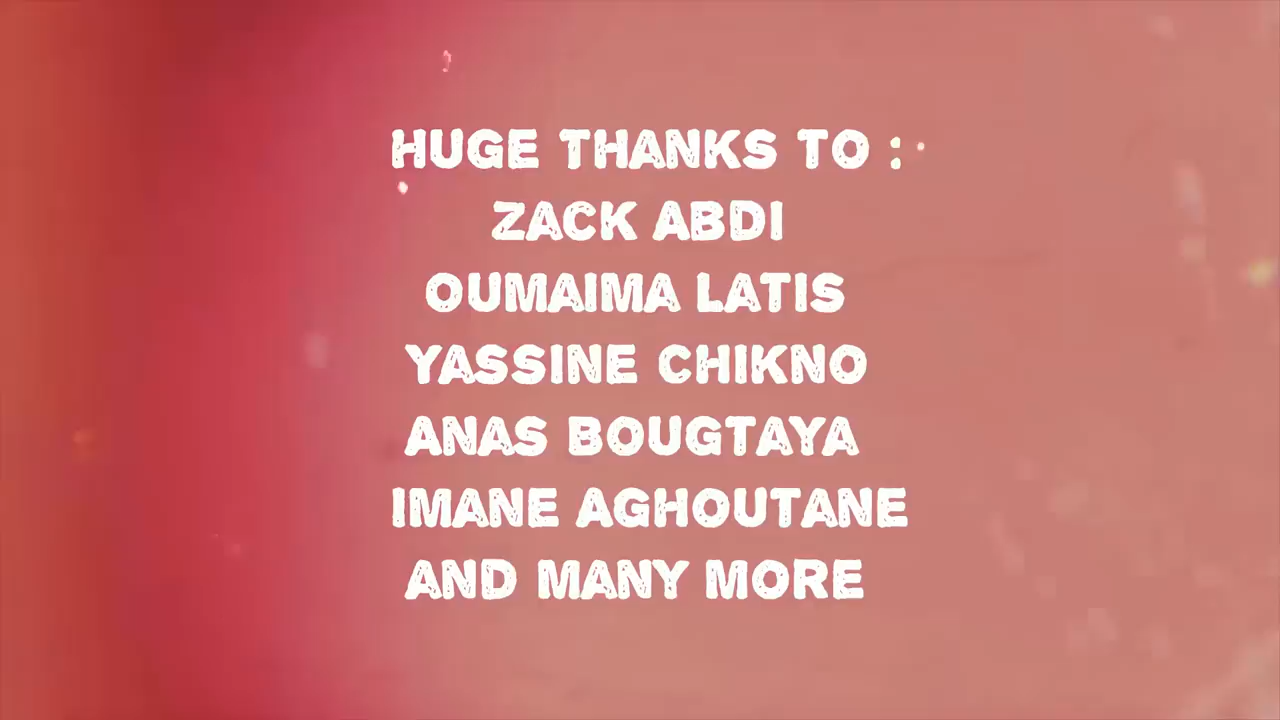 HUGE THANKS TO :
ZACK ABDI
OUMAIMA LATIS
YASSINE CHIKNO
ANAS BOUGTAYA
IMANE AGHOUTANE
AND MANY MORE